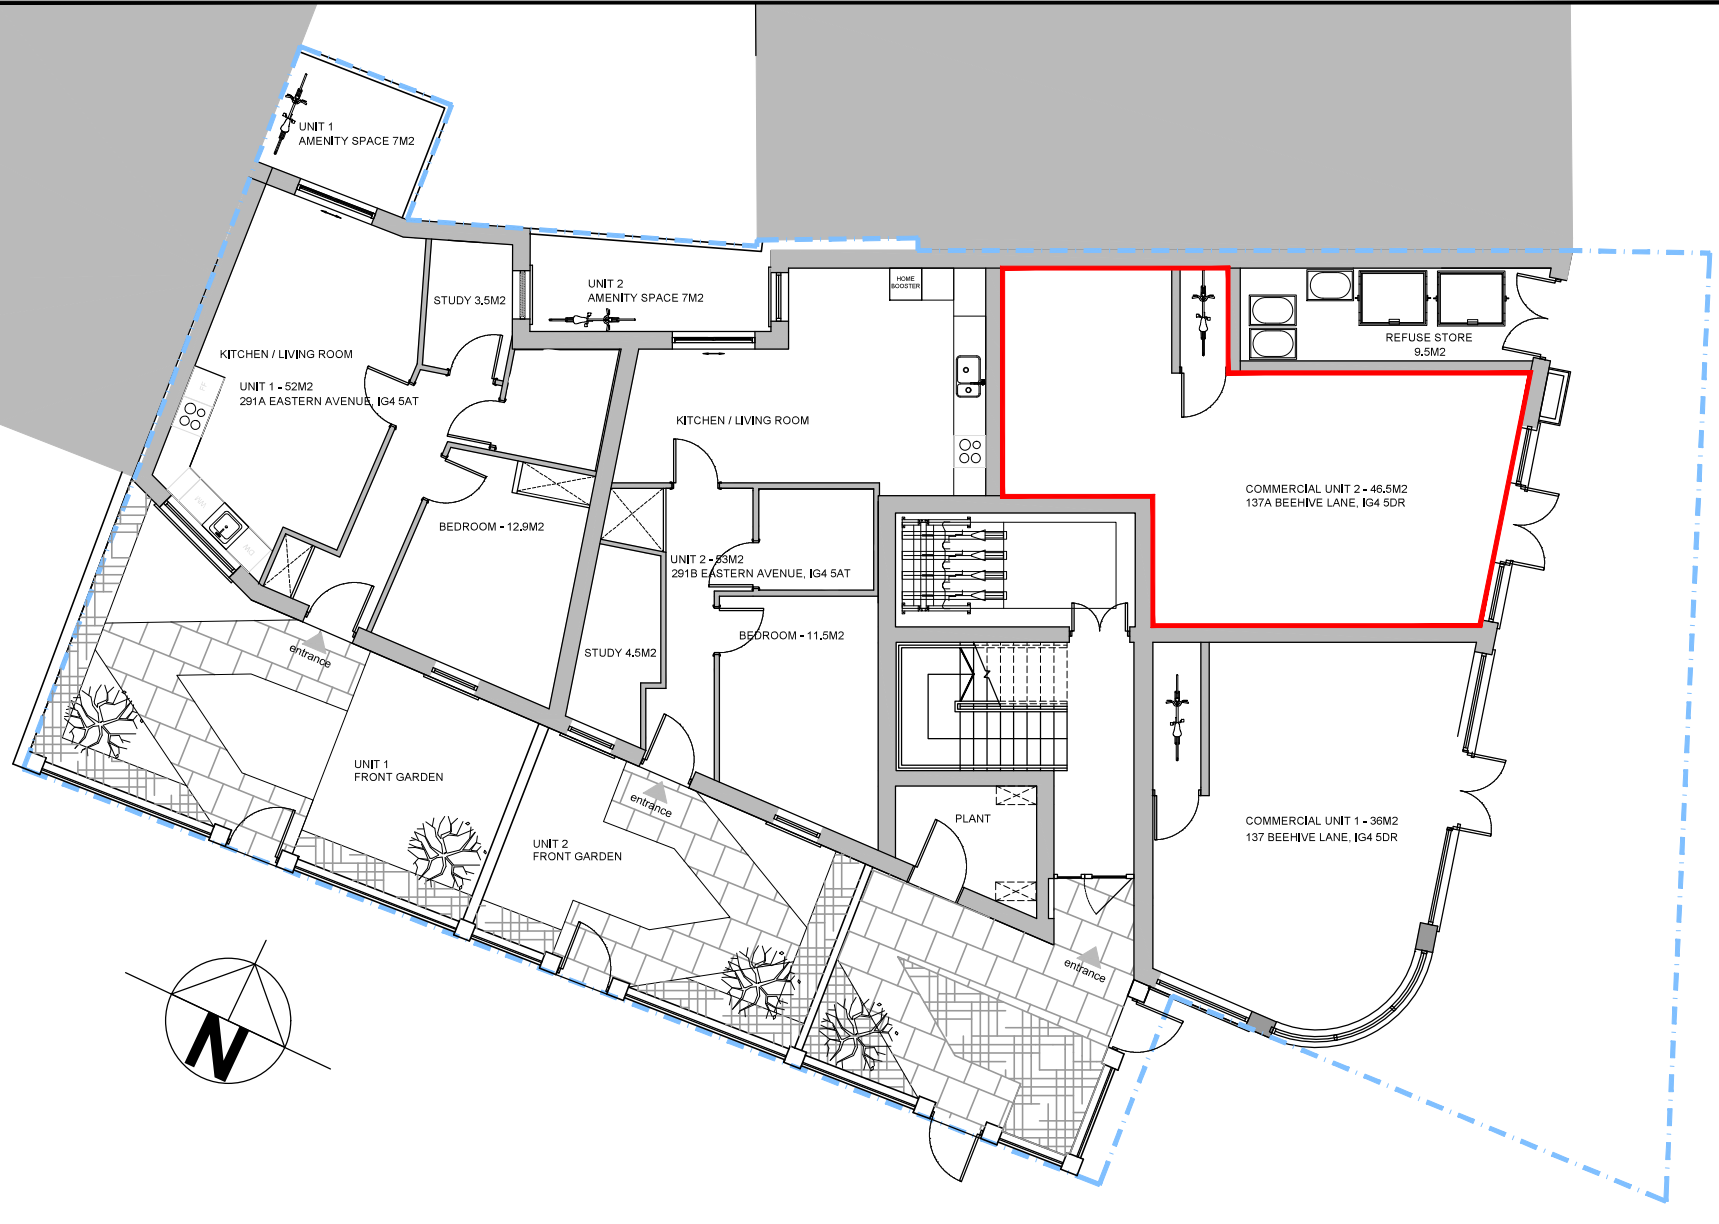 UNIT 1
AMENITY SPACE 7M2
UNIT 2
AMENITY SPACE 7M2
STUDY 3.5M2
HOME
BOOSTER
REFUSE STORE
9.5M2
KITCHEN / LIVING ROOM
UNIT 1 - 52M2
291A EASTERN AVENUE, IG4 5AT
KITCHEN / LIVING ROOM
COMMERCIAL UNIT 2 - 46.5M2
137A BEEHIVE LANE, IG4 5DR
BEDROOM - 12.9M2
UNIT 2 - 53M2
291B EASTERN AVENUE, IG4 5AT
BEDROOM - 11.5M2
STUDY 4.5M2
entrance
UNIT 1
FRONT GARDEN
entrance
PLANT
COMMERCIAL UNIT 1 - 36M2
137 BEEHIVE LANE, IG4 5DR
UNIT 2
FRONT GARDEN
entrance
N